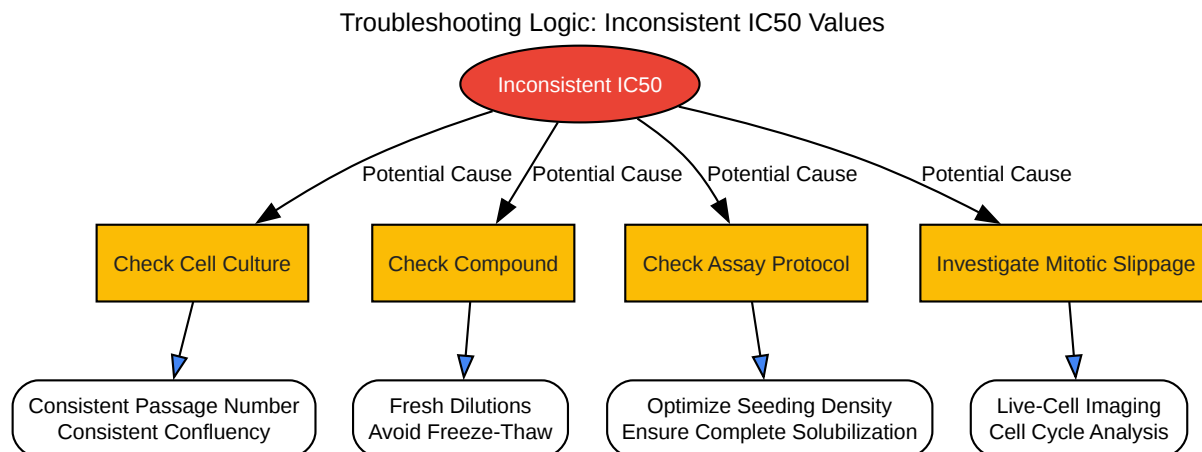 Troubleshooting Logic: Inconsistent IC50 Values
Inconsistent IC50
Potential Cause
Potential Cause
Potential Cause
Potential Cause
Check Cell Culture
Check Compound
Check Assay Protocol
Investigate Mitotic Slippage
Consistent Passage Number
Consistent Confluency
Fresh Dilutions
Avoid Freeze-Thaw
Optimize Seeding Density
Ensure Complete Solubilization
Live-Cell Imaging
Cell Cycle Analysis